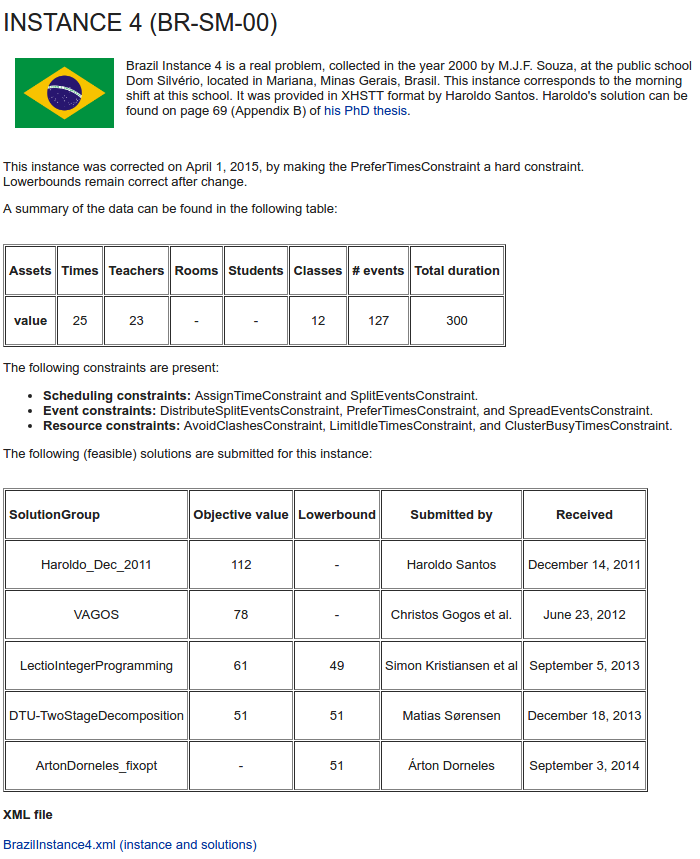 INSTANCE 4 (BR-SM-00)
Brazil Instance 4 is a real problem, collected in the year 2000 by M.J.F. Souza, at the public school
Dom Silvério, located in Mariana, Minas Gerais, Brasil. This instance corresponds to the morning
shift at this school. It was provided in XHSTT format by Haroldo Santos. Haroldo's solution can be
found on page 69 (Appendix B) of his PhD thesis.
This instance was corrected on April 1, 2015, by making the PreferTimesConstraint a hard constraint.
Lowerbounds remain correct after change.
A summary of the data can be found in the following table:
Assets Times Teachers Rooms Students Classes # events Total duration
value 25 23 - - 12 127 300
The following constraints are present:
• Scheduling constraints: AssignTimeConstraint and SplitEventsConstraint.
• Event constraints: DistributeSplitEventsConstraint, PreferTimesConstraint, and SpreadEventsConstraint.
• Resource constraints: AvoidClashesConstraint, LimitIdleTimesConstraint, and ClusterBusyTimesConstraint.
The following (feasible) solutions are submitted for this instance:
SolutionGroup Objective value Lowerbound Submitted by Received
Haroldo_Dec_2011 112 - Haroldo Santos December 14, 2011
VAGOS 78 - Christos Gogos et al. June 23, 2012
LectioIntegerProgramming 61 49 Simon Kristiansen et al September 5, 2013
DTU-TwoStageDecomposition 51 51 Matias Sørensen December 18, 2013
ArtonDorneles_fixopt - 51 Árton Dorneles September 3, 2014
XML file
BrazilInstance4.xml (instance and solutions)